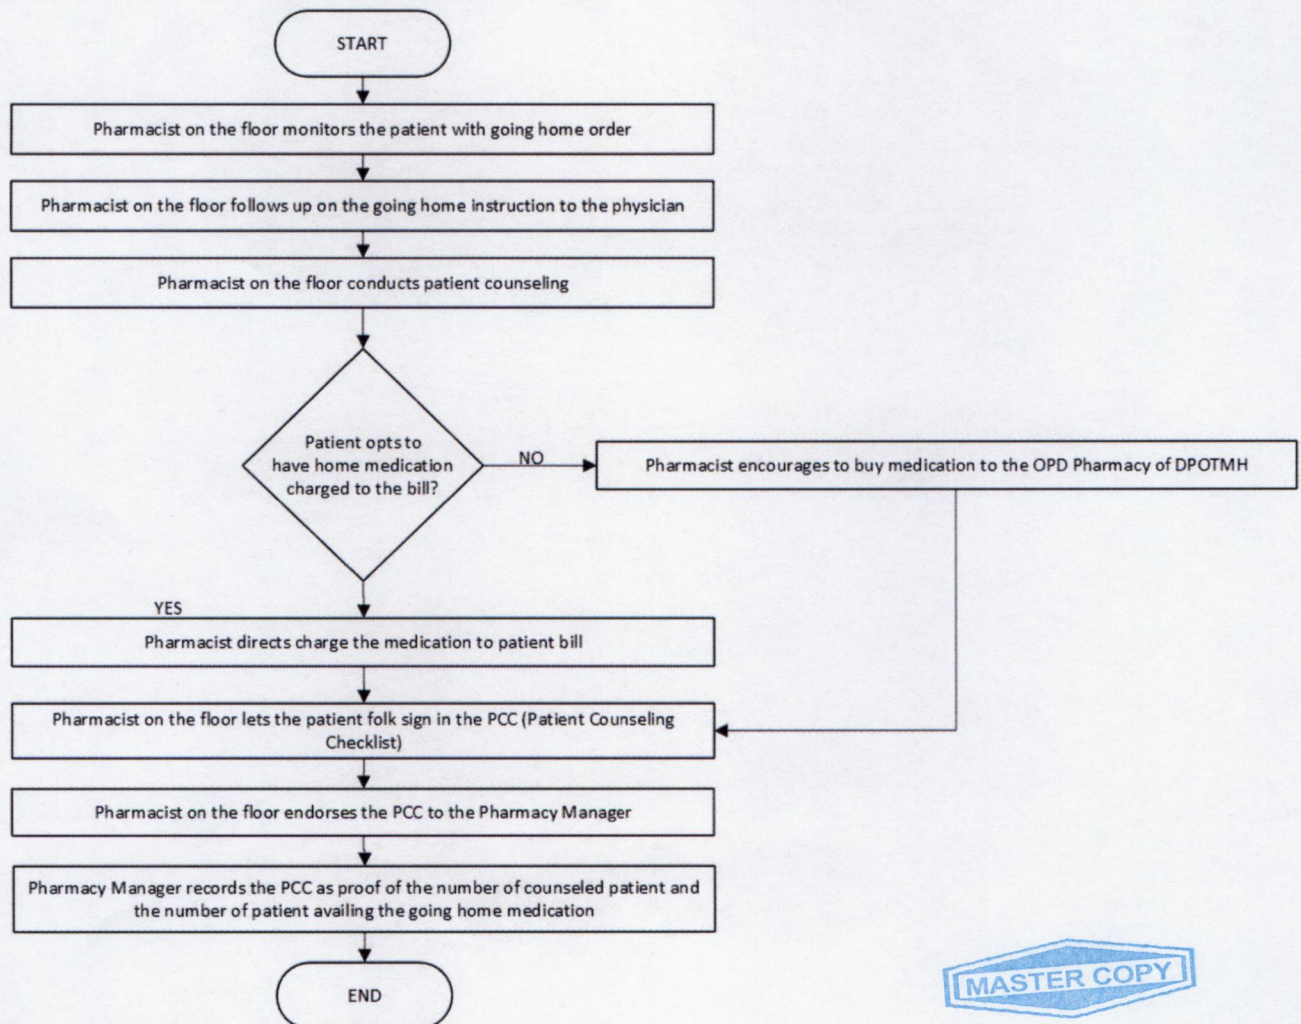 START
Pharmacist on the floor monitors the patient with going home order
Pharmacist on the floor follows up on the going home instruction to the physician
Pharmacist on the floor conducts patient counseling
Patient opts to
have home medication
charged to the bill?
NO
Pharmacist encourages to buy medication to the OPD Pharmacy of DPOTMH
YES
Pharmacist directs charge the medication to patient bill
Pharmacist on the floor lets the patient folk sign in the PCC (Patient Counseling
Checklist)
Pharmacist on the floor endorses the PCC to the Pharmacy Manager
Pharmacy Manager records the PCC as proof of the number of counseled patient and
the number of patient availing the going home medication
END
MASTER COPY